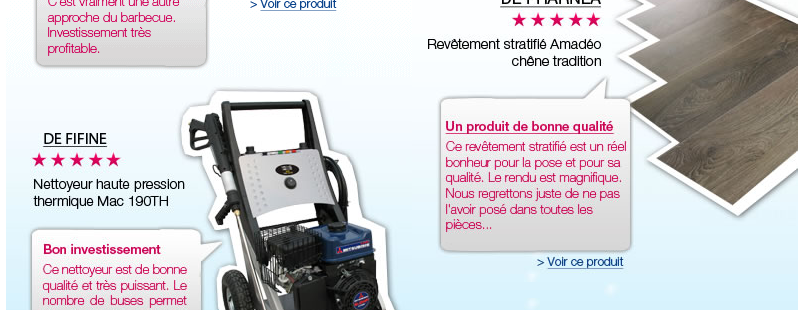 C'est vraiment une autre
approche du barbecue.
Investissement très
profitable.
> Voir ce produit
★★★★★
Revêtement stratifié Amadéo
chêne tradition
Un produit de bonne qualité
Ce revêtement stratifié est un réel
bonheur pour la pose et pour sa
qualité. Le rendu est magnifique.
Nous regrettons juste de ne pas
l'avoir posé dans toutes les
pièces...
> Voir ce produit
DE FIFINE
★★★★★
Nettoyeur haute pression
thermique Mac 190TH
Bon investissement
Ce nettoyeur est de bonne
qualité et très puissant. Le
nombre de buses permet
MITSUBISHI